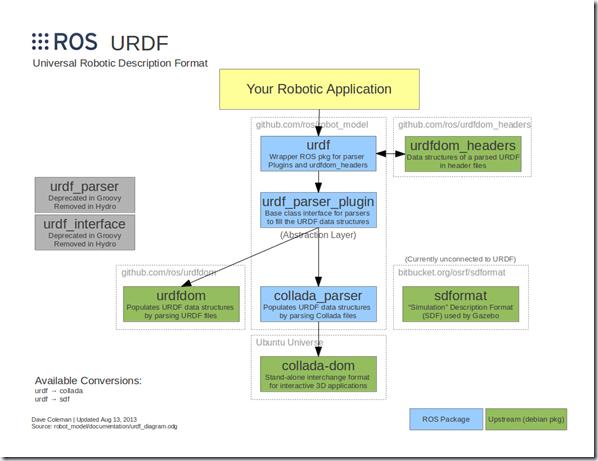 ROS URDF
Universal Robotic Description Format
Your Robotic Application
github.com/ros/robot_model
github.com/ros/urdfdom_headers
urdf
Wrapper ROS pkg for parser
Plugins and urdfdom_headers
urdfdom_headers
Data structures of a parsed URDF
in header files
urdf_parser
Deprecated in Groovy
Removed in Hydro
urdf_interface
Deprecated in Groovy
Removed in Hydro
urdf_parser_plugin
Base class interface for parsers
to fill the URDF data structures
(Abstraction Layer)
(Currently unconnected to URDF)
github.com/ros/urdfdom
bitbucket.org/osrf/sdformat
urdfdom
Populates URDF data structures
by parsing URDF files
collada_parser
Populates URDF data structures
by parsing Collada files
sdformat
"Simulation" Description Format
(SDF) used by Gazebo
Ubuntu Universe
collada-dom
Stand-alone interchange format
for interactive 3D applications
Available Conversions:
urdf → collada
urdf → sdf
Dave Coleman | Updated Aug 13, 2013
Source: robot_model/documentation/urdf_diagram.odg
ROS Package
Upstream (debian pkg)